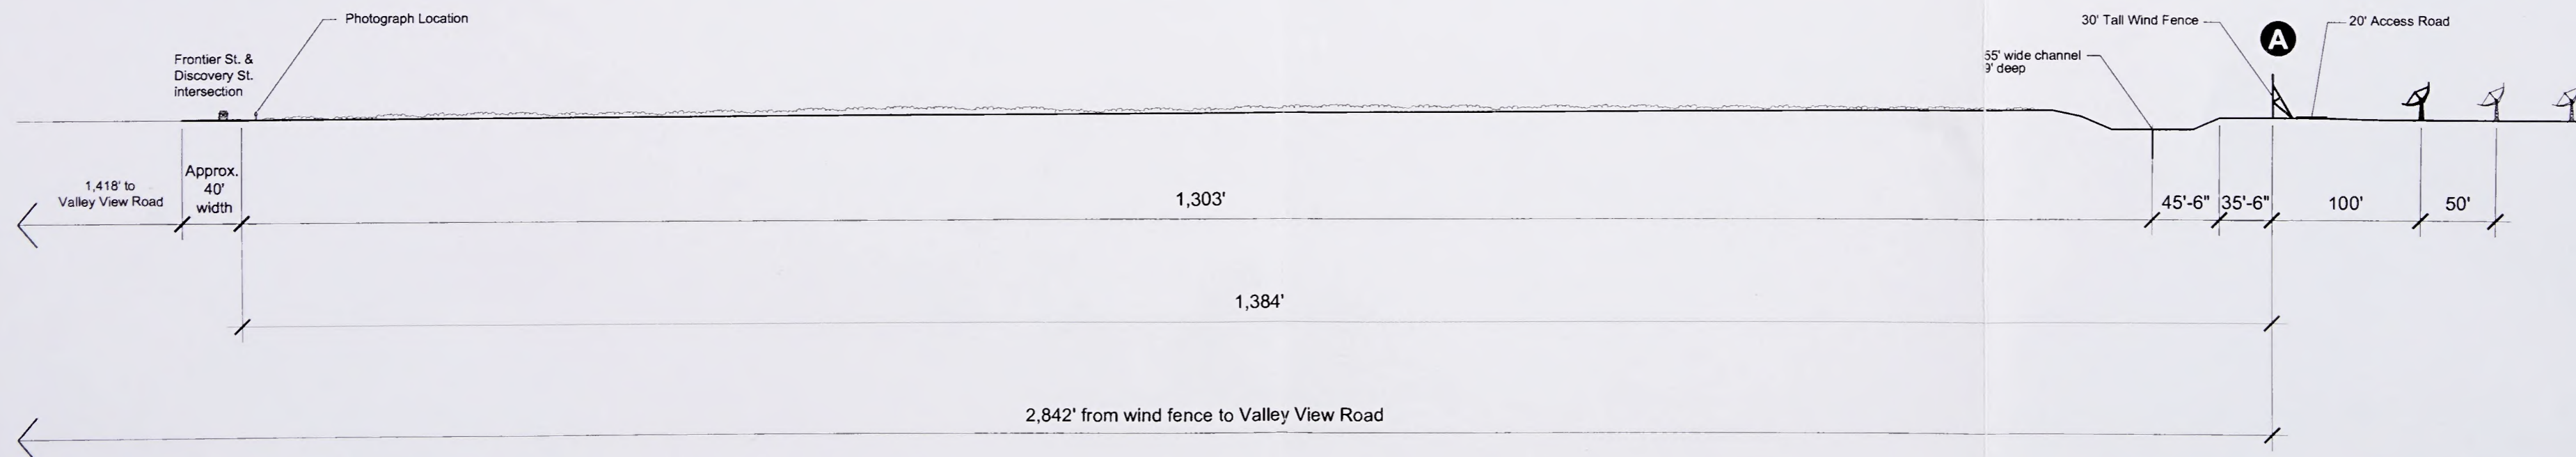 Photograph Location
30' Tall Wind Fence
A
20' Access Road
Frontier St. &
Discovery St.
intersection
55' wide channel
9' deep
1,418' to
Valley View Road
Approx.
40'
width
1,303'
45'-6"
35'-6"
100'
50'
1,384'
2,842' from wind fence to Valley View Road